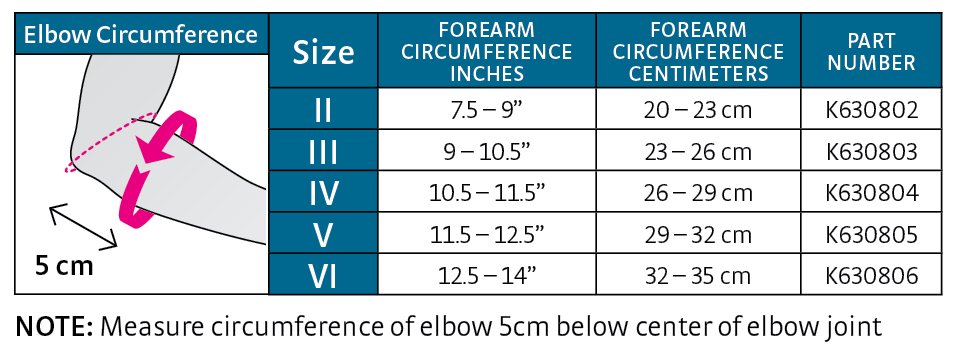 Elbow Circumference
5 cm
Size FOREARM CIRCUMFERENCE INCHES FOREARM CIRCUMFERENCE CENTIMETERS PART NUMBER
II 7.5 – 9” 20 – 23 cm K630802
III 9 – 10.5” 23 – 26 cm K630803
IV 10.5 – 11.5” 26 – 29 cm K630804
V 11.5 – 12.5” 29 – 32 cm K630805
VI 12.5 – 14” 32 – 35 cm K630806
NOTE: Measure circumference of elbow 5cm below center of elbow joint